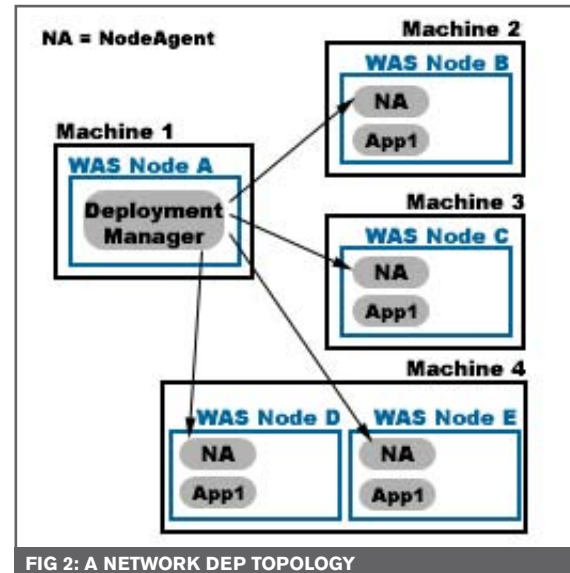 NA = NodeAgent
Machine 1
WAS Node A
Deployment
Manager
Machine 2
WAS Node B
NA
App1
Machine 3
WAS Node C
NA
App1
Machine 4
WAS Node D
NA
App1
WAS Node E
NA
App1
FIG 2: A NETWORK DEP TOPOLOGY